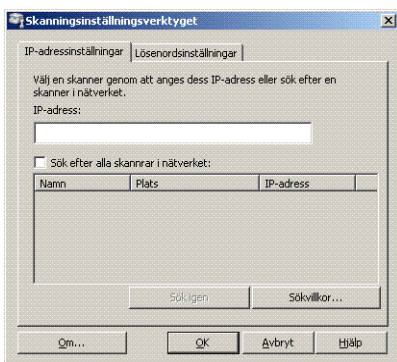 Skanningsinställningsverktyget
IP-adressinställningar Lösenordsinställningar
Välj en skanner genom att anges dess IP-adress eller sök efter en
skanner i nätverket.
IP-adress:
Sök efter alla skannrar i nätverket:
Namn Plats IP-adress
Sök igen Sökvillkor...
Om... OK Avbryt Hjälp